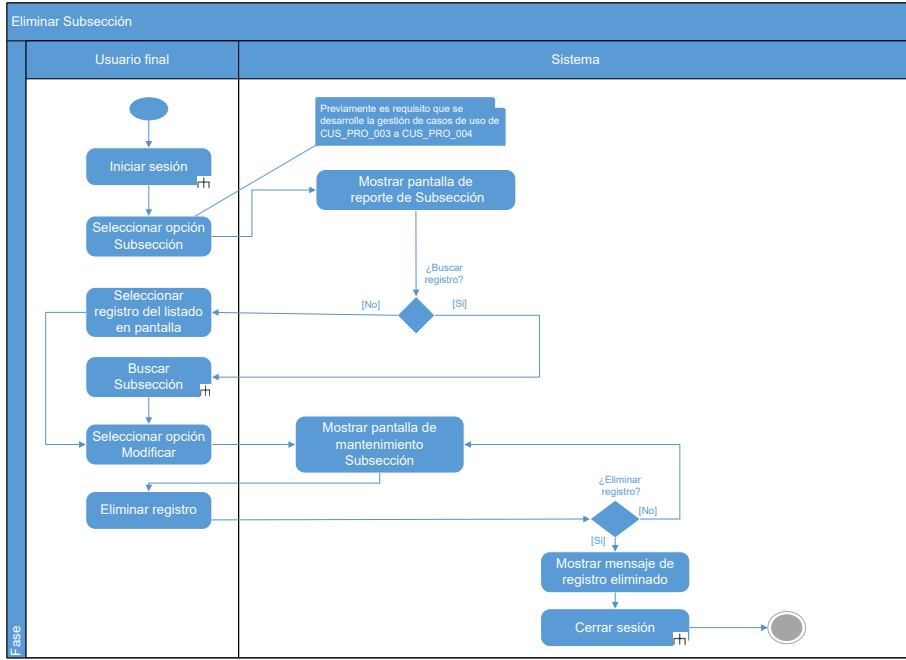 Eliminar Subsección
Fase
Usuario final
Sistema
Previamente es requisito que se
desarrolle la gestión de casos de uso de
CUS_PRO_003 a CUS_PRO_004
Iniciar sesión
Mostrar pantalla de
reporte de Subsección
Seleccionar opción
Subsección
¿Buscar
registro?
[No]
[Si]
Seleccionar
registro del listado
en pantalla
Buscar
Subsección
Seleccionar opción
Modificar
Mostrar pantalla de
mantenimiento
Subsección
Eliminar registro
¿Eliminar
registro?
[No]
[Si]
Mostrar mensaje de
registro eliminado
Cerrar sesión